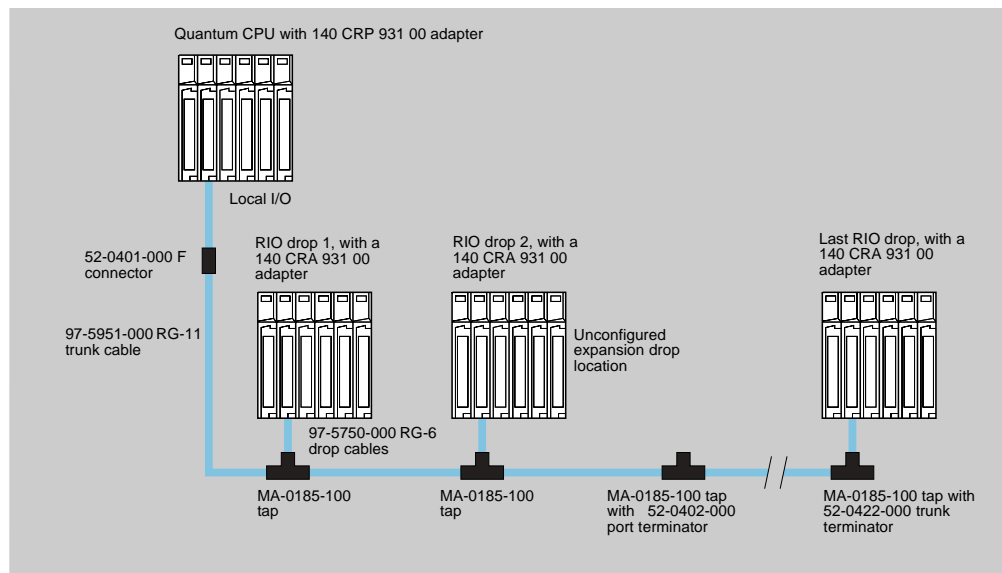 Quantum CPU with 140 CRP 931 00 adapter
Local I/O
52-0401-000 F
connector
97-5951-000 RG-11
trunk cable
RIO drop 1, with a
140 CRA 931 00
adapter
RIO drop 2, with a
140 CRA 931 00
adapter
Last RIO drop, with a
140 CRA 931 00
adapter
Unconfigured
expansion drop
location
97-5750-000 RG-6
drop cables
MA-0185-100
tap
MA-0185-100
tap
MA-0185-100 tap
with 52-0402-000
port terminator
MA-0185-100 tap with
52-0422-000 trunk
terminator